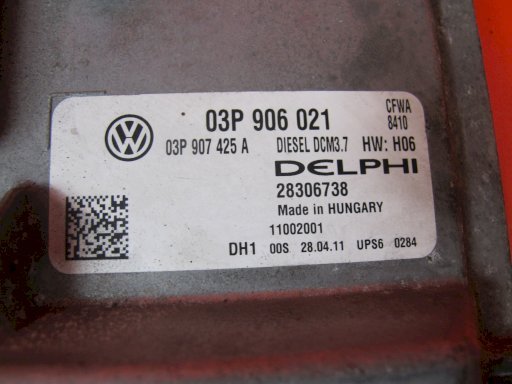 03P 906 021 CFWA
8410
03P 907 425 A DIESEL DCM3.7 HW: H06
DELPHI
28306738
Made in HUNGARY
11002001
DH1 00S 28.04.11 UPS6 0284